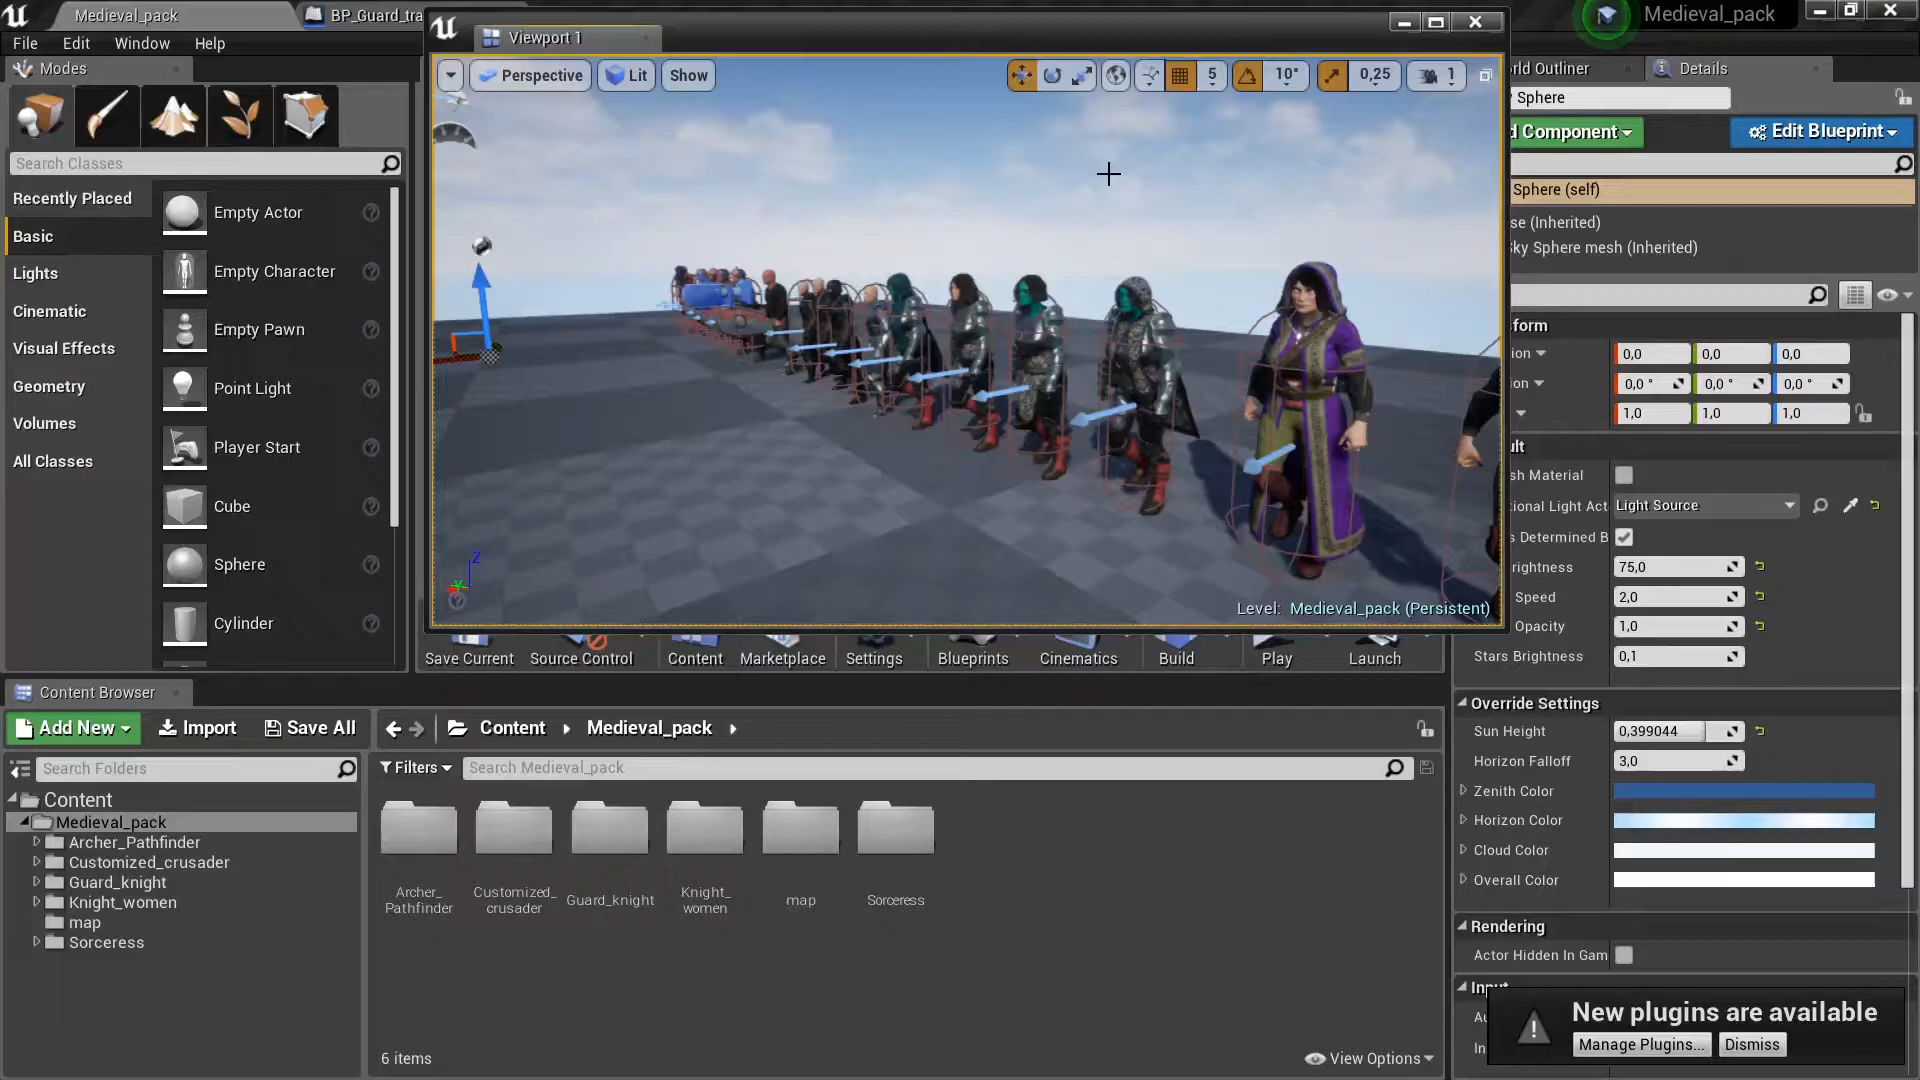 Medieval_pack
BP_Guard_tra
Viewport 1
Medieval_pack
File Edit Window Help
Modes
Perspective Lit Show
5 10° 0,25 1
Outliner
Details
Search Classes
Recently Placed
Basic
Lights
Cinematic
Visual Effects
Geometry
Volumes
All Classes
Empty Actor
Empty Character
Empty Pawn
Point Light
Player Start
Cube
Sphere
Cylinder
Z
Level: Medieval_pack (Persistent)
Sphere
Component
Edit Blueprint
Sphere (self)
se (Inherited)
Sky Sphere mesh (Inherited)
form
ion 0,0 0,0 0,0
ion 0,0 ° 0,0 ° 0,0 °
1,0 1,0 1,0
ult
sh Material
ional Light Act Light Source
s Determined B
rightness 75,0
Speed 2,0
Opacity 1,0
Stars Brightness 0,1
Override Settings
Sun Height 0,399044
Horizon Falloff 3,0
Zenith Color
Horizon Color
Cloud Color
Overall Color
Rendering
Actor Hidden In Gam
Input
Save Current Source Control Content Marketplace Settings Blueprints Cinematics Build Play Launch
Content Browser
Add New Import Save All
Content Medieval_pack
Search Folders
Filters Search Medieval_pack
Content
Medieval_pack
Archer_Pathfinder
Customized_crusader
Guard_knight
Knight_women
map
Sorceress
Archer_
Pathfinder
Customized_
crusader
Guard_knight
Knight_
women
map
Sorceress
6 items
View Options
New plugins are available
Manage Plugins... Dismiss